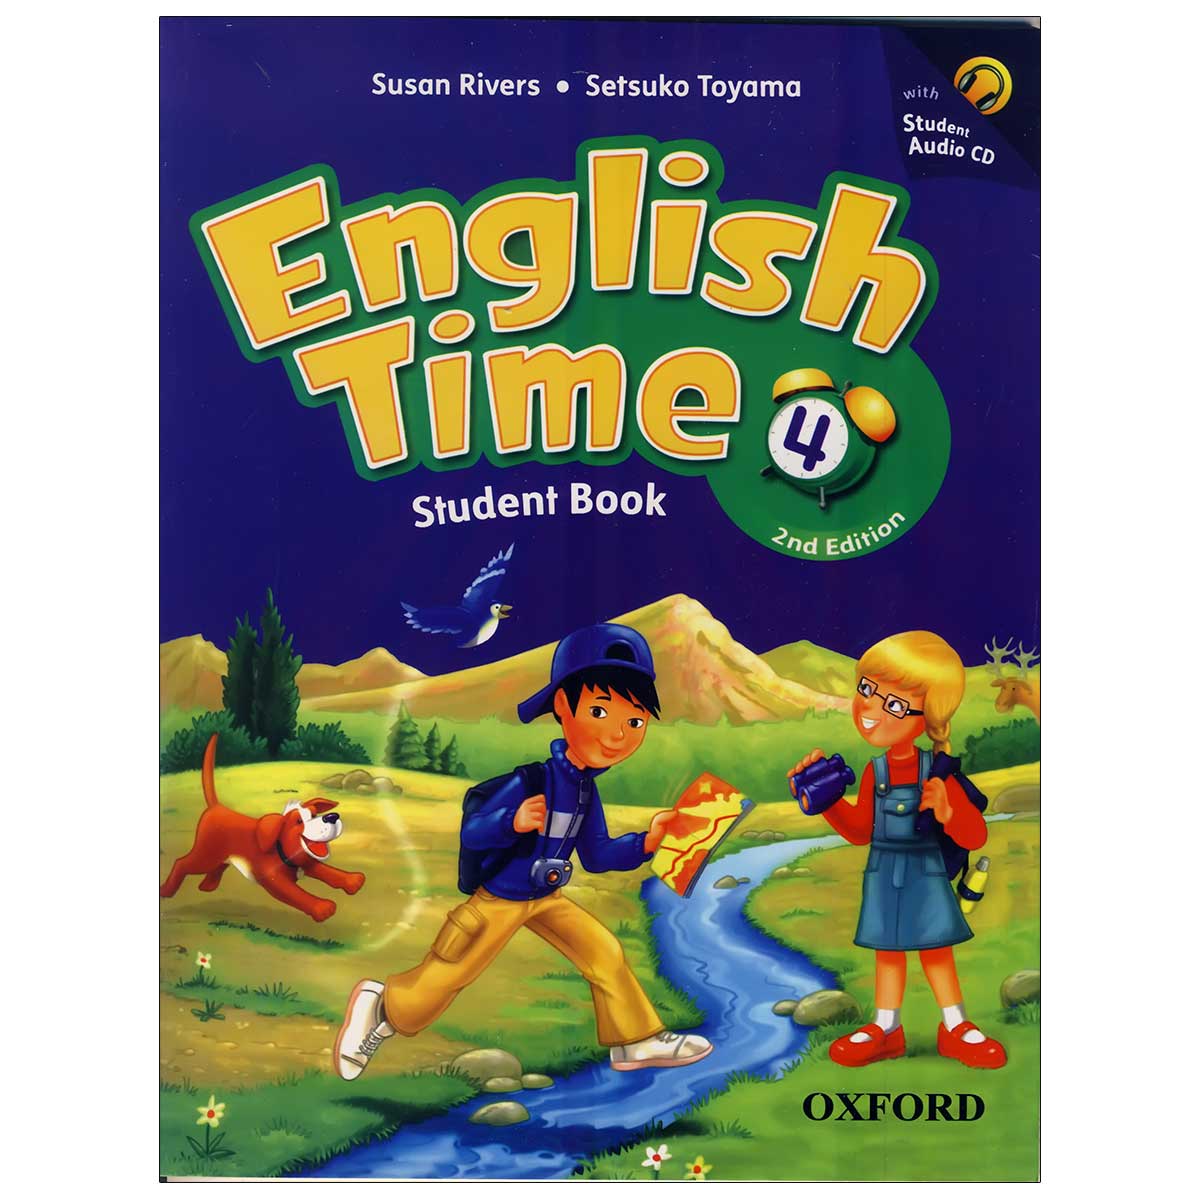 Susan Rivers • Setsuko Toyama
with
Student
Audio CD
English
Time
4
Student Book
2nd Edition
OXFORD